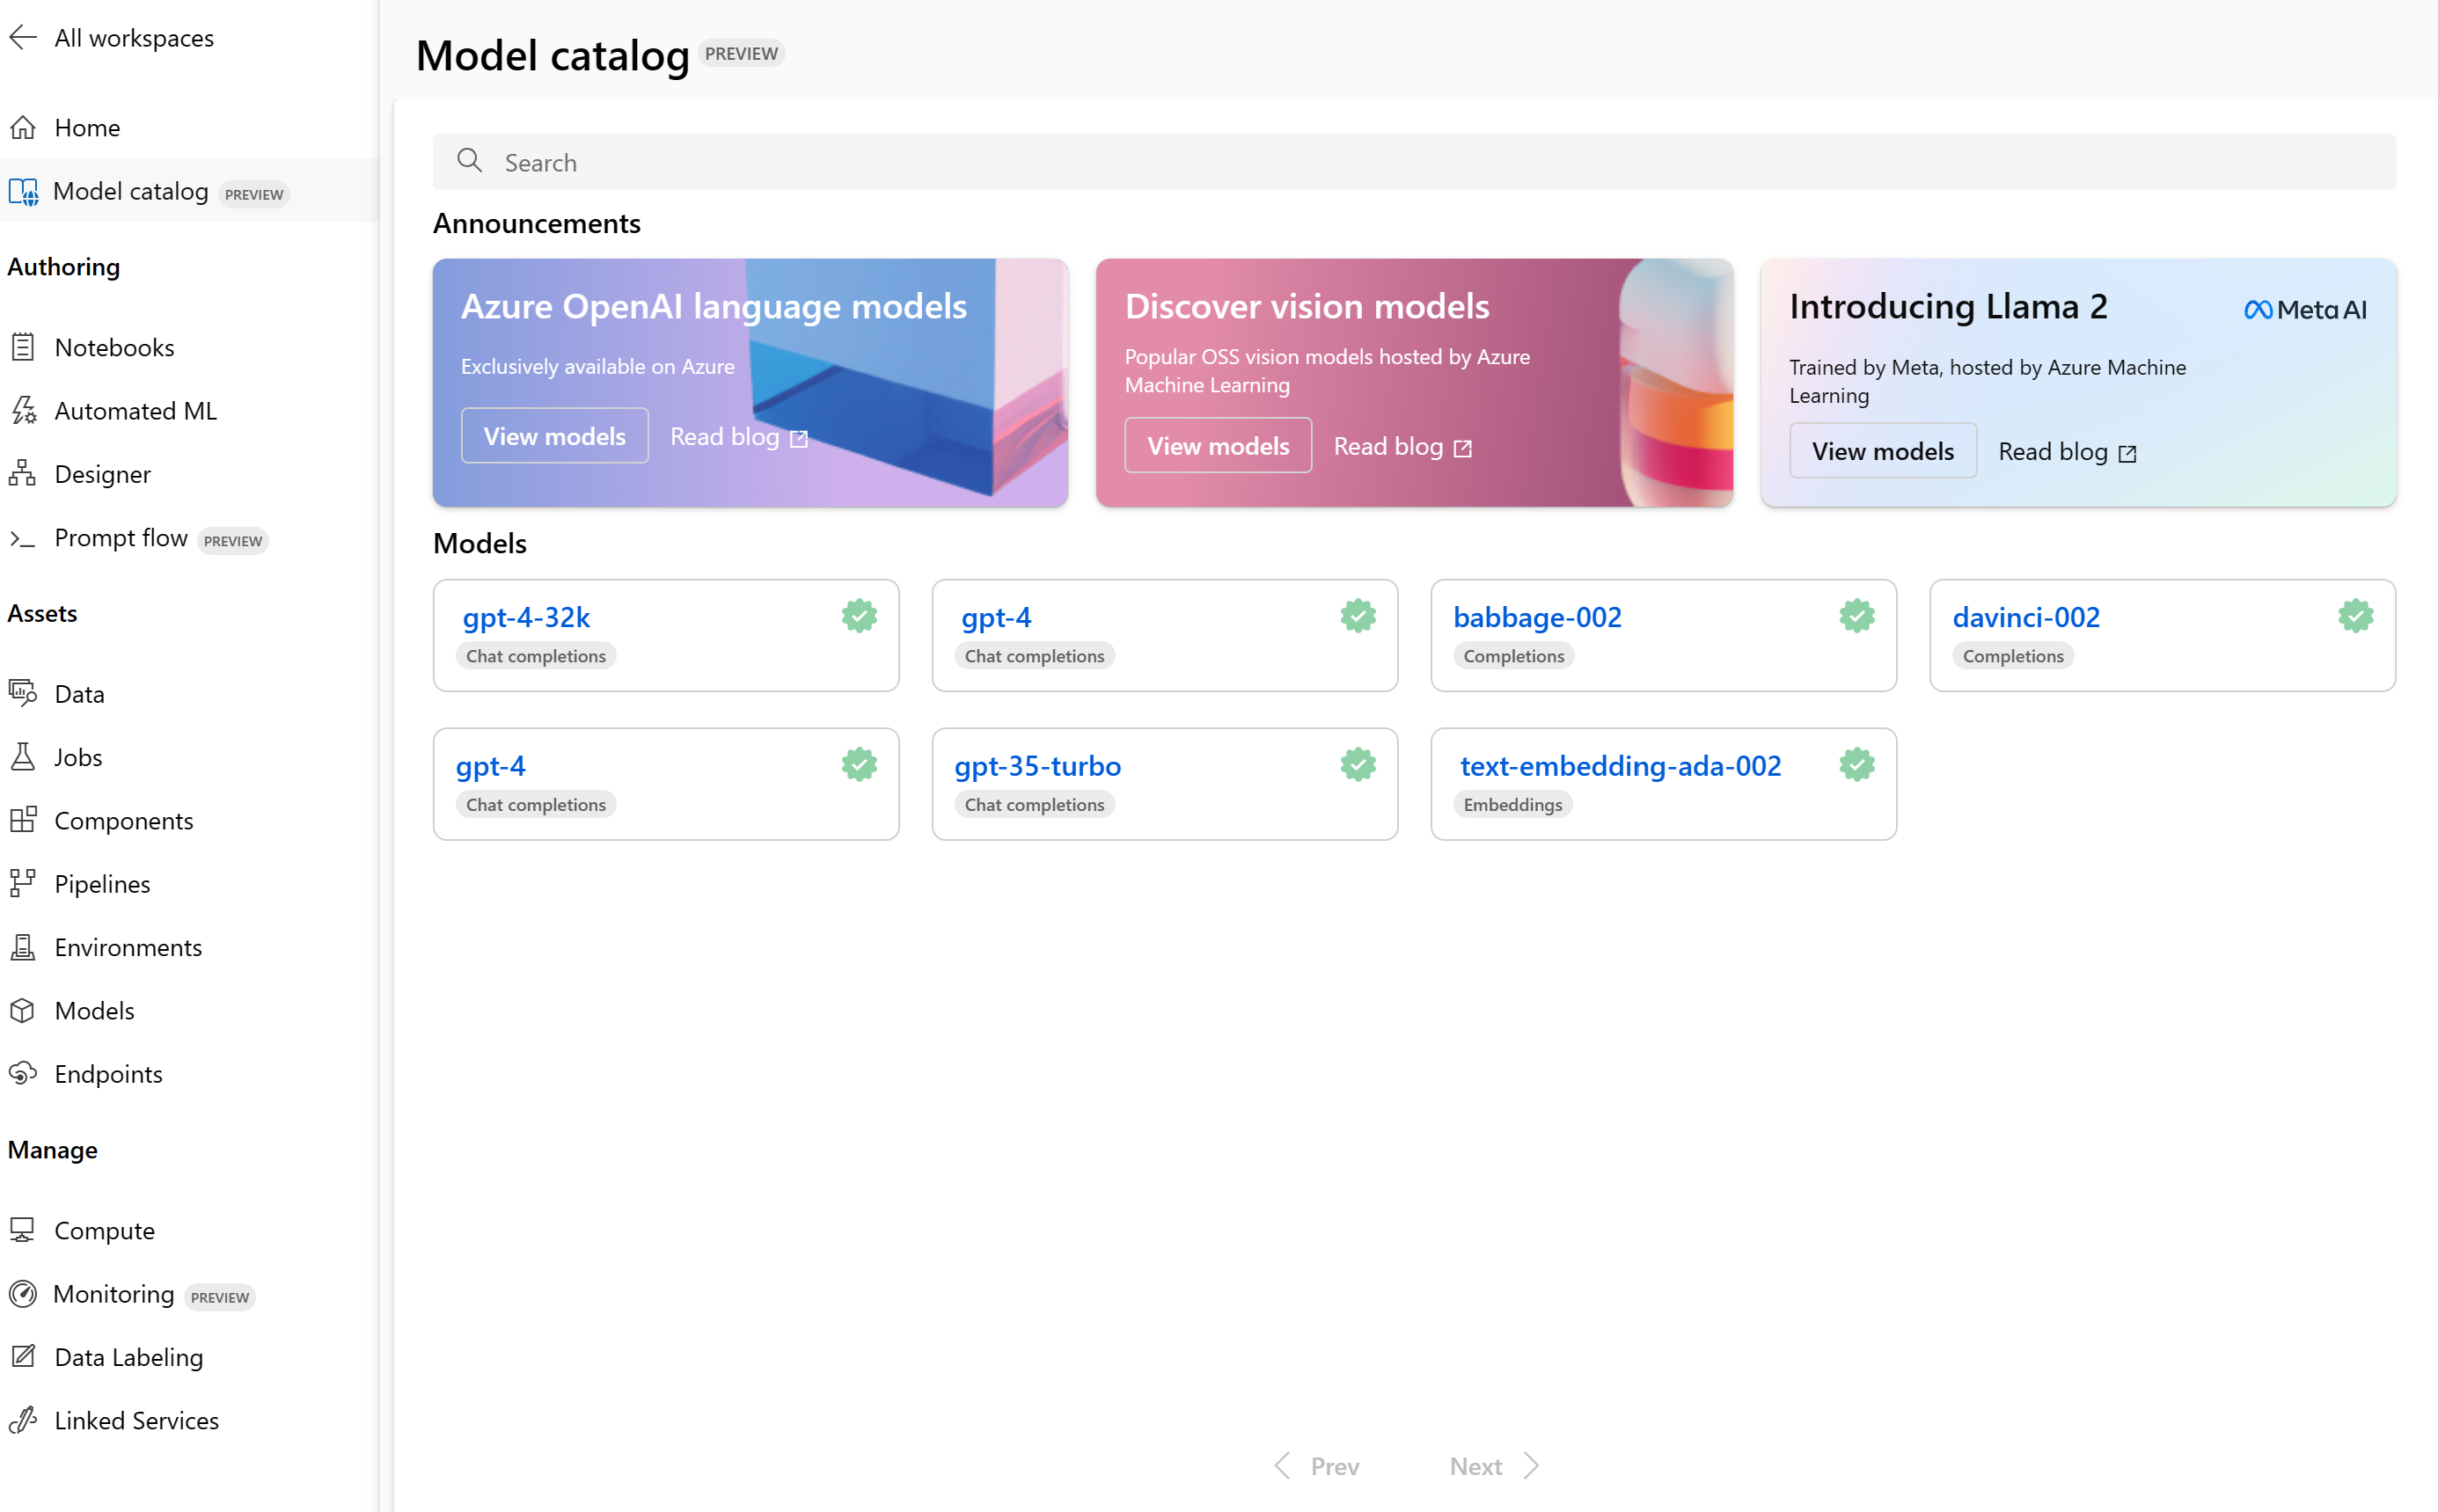 All workspaces
Home
Model catalog PREVIEW
Authoring
Notebooks
Automated ML
Designer
Prompt flow PREVIEW
Assets
Data
Jobs
Components
Pipelines
Environments
Models
Endpoints
Manage
Compute
Monitoring PREVIEW
Data Labeling
Linked Services
Model catalog PREVIEW
Search
Announcements
Azure OpenAI language models
Exclusively available on Azure
View models Read blog
Discover vision models
Popular OSS vision models hosted by Azure
Machine Learning
View models Read blog
Introducing Llama 2
Meta AI
Trained by Meta, hosted by Azure Machine
Learning
View models Read blog
Models
gpt-4-32k
Chat completions
gpt-4
Chat completions
babbage-002
Completions
davinci-002
Completions
gpt-4
Chat completions
gpt-35-turbo
Chat completions
text-embedding-ada-002
Embeddings
Prev Next